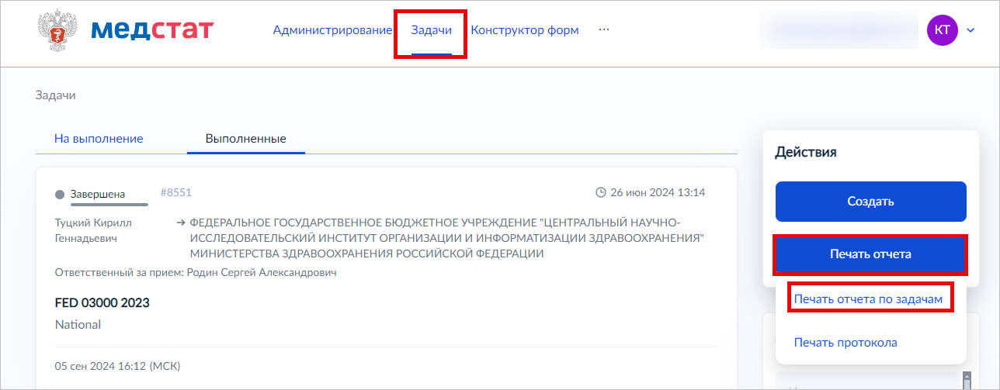 медстат
Администрирование Задачи Конструктор форм ...
КТ
Задачи
На выполнение Выполненные
Завершена #8551 26 июн 2024 13:14
Туцкий Кирилл
Геннадьевич
→ ФЕДЕРАЛЬНОЕ ГОСУДАРСТВЕННОЕ БЮДЖЕТНОЕ УЧРЕЖДЕНИЕ "ЦЕНТРАЛЬНЫЙ НАУЧНО-
ИССЛЕДОВАТЕЛЬСКИЙ ИНСТИТУТ ОРГАНИЗАЦИИ И ИНФОРМАТИЗАЦИИ ЗДРАВООХРАНЕНИЯ"
МИНИСТЕРСТВА ЗДРАВООХРАНЕНИЯ РОССИЙСКОЙ ФЕДЕРАЦИИ
Ответственный за прием: Родин Сергей Александрович
FED 03000 2023
National
05 сен 2024 16:12 (МСК)
Действия
Создать
Печать отчета
Печать отчета по задачам
Печать протокола